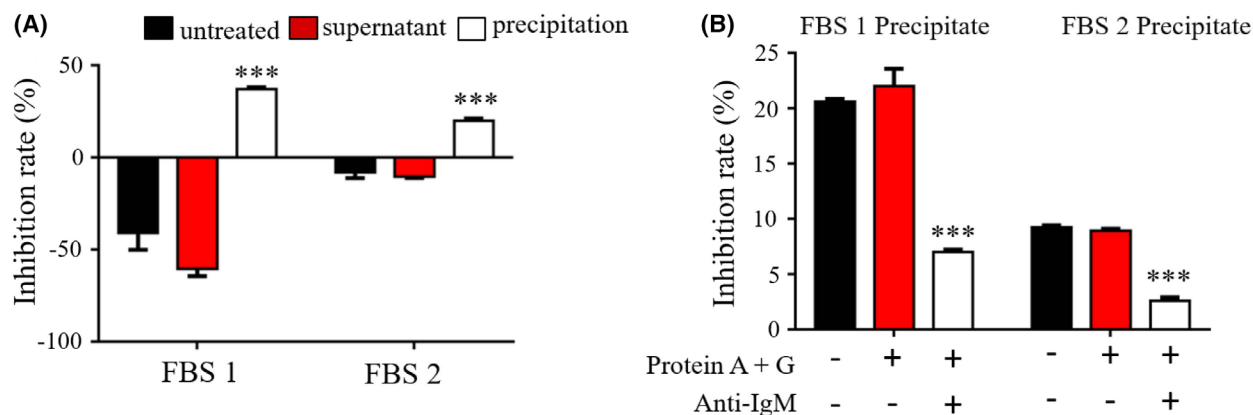 (A)
untreated supernatant precipitation
Inhibition rate (%)
50
0
-50
-100
***
***
FBS 1 FBS 2
(B)
FBS 1 Precipitate FBS 2 Precipitate
Inhibition rate (%)
25
20
15
10
5
0
***
***
Protein A + G - + + - + +
Anti-IgM - - + - - +